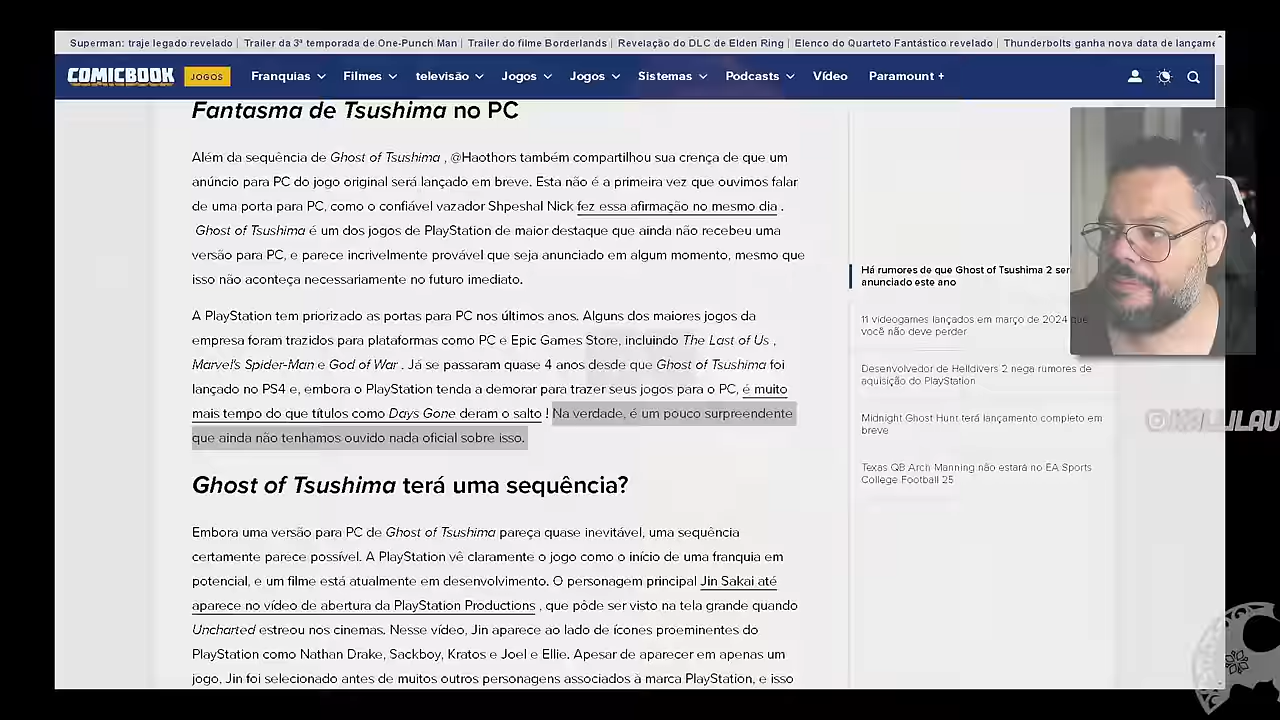 Superman: traje legado revelado | Trailer da 3ª temporada de One-Punch Man | Trailer do filme Borderlands | Revelação do DLC de Elden Ring | Elenco do Quarteto Fantástico revelado | Thunderbolts ganha nova data de lançame
COMICBOOK JOGOS Franquias Filmes televisão Jogos Jogos Sistemas Podcasts Vídeo Paramount +
Fantasma de Tsushima no PC
Além da sequência de Ghost of Tsushima , @Haothors também compartilhou sua crença de que um
anúncio para PC do jogo original será lançado em breve. Esta não é a primeira vez que ouvimos falar
de uma porta para PC, como o confiável vazador Shpeshal Nick fez essa afirmação no mesmo dia .
Ghost of Tsushima é um dos jogos de PlayStation de maior destaque que ainda não recebeu uma
versão para PC, e parece incrivelmente provável que seja anunciado em algum momento, mesmo que
isso não aconteça necessariamente no futuro imediato.
A PlayStation tem priorizado as portas para PC nos últimos anos. Alguns dos maiores jogos da
empresa foram trazidos para plataformas como PC e Epic Games Store, incluindo The Last of Us ,
Marvel's Spider-Man e God of War . Já se passaram quase 4 anos desde que Ghost of Tsushima foi
lançado no PS4 e, embora o PlayStation tenda a demorar para trazer seus jogos para o PC, é muito
mais tempo do que títulos como Days Gone deram o salto ! Na verdade, é um pouco surpreendente
que ainda não tenhamos ouvido nada oficial sobre isso.
Ghost of Tsushima terá uma sequência?
Embora uma versão para PC de Ghost of Tsushima pareça quase inevitável, uma sequência
certamente parece possível. A PlayStation vê claramente o jogo como o início de uma franquia em
potencial, e um filme está atualmente em desenvolvimento. O personagem principal Jin Sakai até
aparece no vídeo de abertura da PlayStation Productions , que pôde ser visto na tela grande quando
Uncharted estreou nos cinemas. Nesse vídeo, Jin aparece ao lado de ícones proeminentes do
PlayStation como Nathan Drake, Sackboy, Kratos e Joel e Ellie. Apesar de aparecer em apenas um
jogo, Jin foi selecionado antes de muitos outros personagens associados à marca PlayStation, e isso
Há rumores de que Ghost of Tsushima 2 ser
anunciado este ano
11 videogames lançados em março de 2024 que
você não deve perder
Desenvolvedor de Helldivers 2 nega rumores de
aquisição do PlayStation
Midnight Ghost Hunt terá lançamento completo em
breve
Texas QB Arch Manning não estará no EA Sports
College Football 25